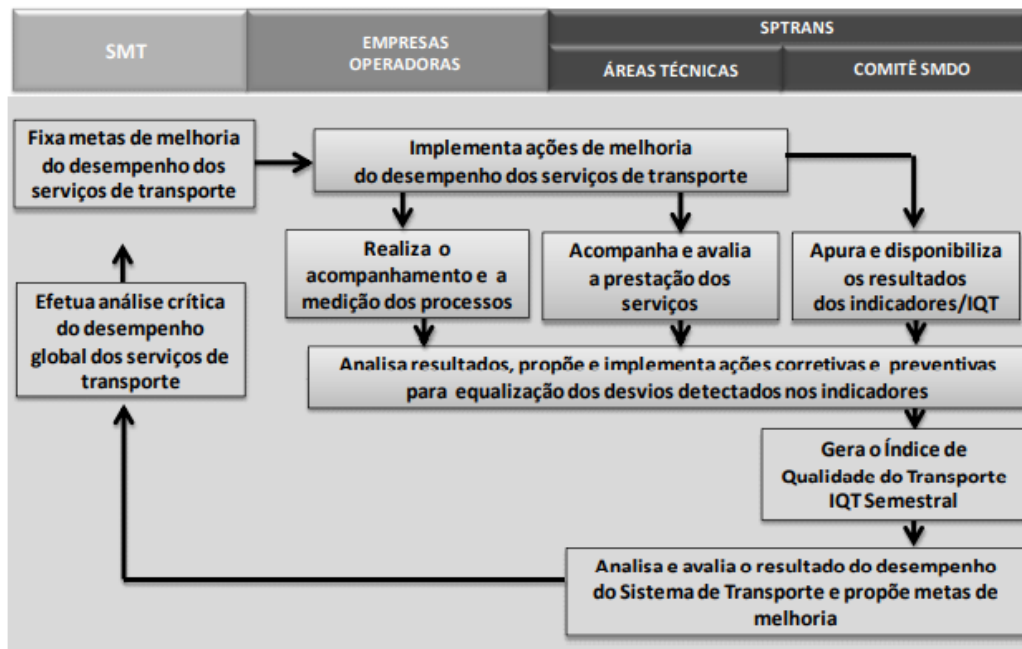 SMT
EMPRESAS
OPERADORAS
SPTRANS
ÁREAS TÉCNICAS
COMITÊ SMDO
Fixa metas de melhoria
do desempenho dos
serviços de transporte
Implementa ações de melhoria
do desempenho dos serviços de transporte
Realiza o
acompanhamento e a
medição dos processos
Acompanha e avalia
a prestação dos
serviços
Apura e disponibiliza
os resultados
dos indicadores/IQT
Efetua análise crítica
do desempenho
global dos serviços de
transporte
Analisa resultados, propõe e implementa ações corretivas e preventivas
para equalização dos desvios detectados nos indicadores
Gera o Índice de
Qualidade do Transporte
IQT Semestral
Analisa e avalia o resultado do desempenho
do Sistema de Transporte e propõe metas de
melhoria